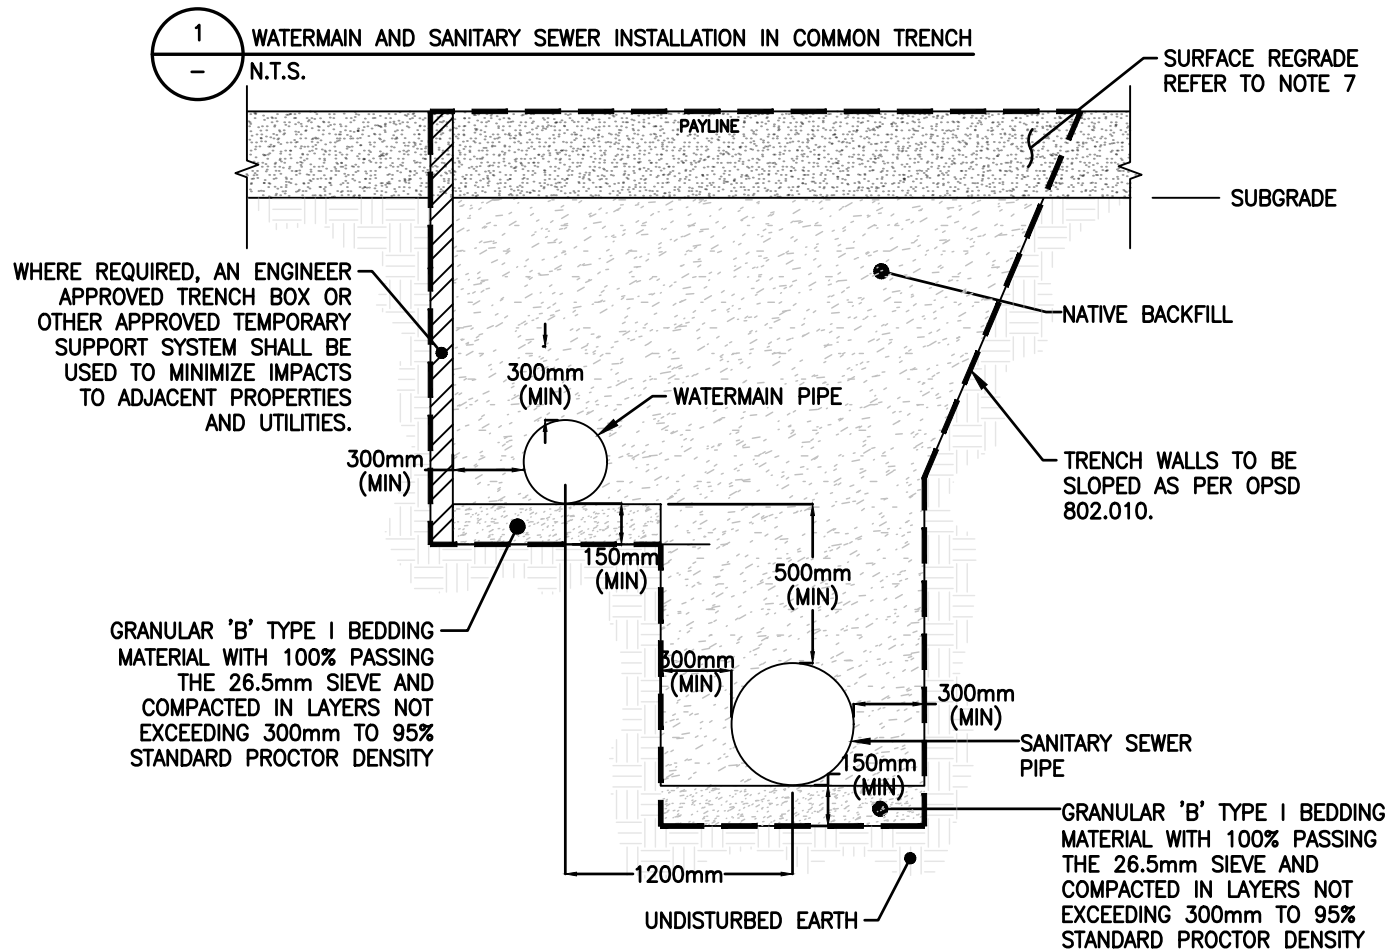 1
–
WATERMAIN AND SANITARY SEWER INSTALLATION IN COMMON TRENCH
N.T.S.
SURFACE REGRADE
REFER TO NOTE 7
PAYLINE
SUBGRADE
WHERE REQUIRED, AN ENGINEER
APPROVED TRENCH BOX OR
OTHER APPROVED TEMPORARY
SUPPORT SYSTEM SHALL BE
USED TO MINIMIZE IMPACTS
TO ADJACENT PROPERTIES
AND UTILITIES.
NATIVE BACKFILL
300mm
(MIN)
WATERMAIN PIPE
300mm
(MIN)
TRENCH WALLS TO BE
SLOPED AS PER OPSD
802.010.
150mm
(MIN)
500mm
(MIN)
GRANULAR 'B' TYPE I BEDDING
MATERIAL WITH 100% PASSING
THE 26.5mm SIEVE AND
COMPACTED IN LAYERS NOT
EXCEEDING 300mm TO 95%
STANDARD PROCTOR DENSITY
300mm
(MIN)
300mm
(MIN)
SANITARY SEWER
PIPE
150mm
(MIN)
GRANULAR 'B' TYPE I BEDDING
MATERIAL WITH 100% PASSING
THE 26.5mm SIEVE AND
COMPACTED IN LAYERS NOT
EXCEEDING 300mm TO 95%
STANDARD PROCTOR DENSITY
1200mm
UNDISTURBED EARTH